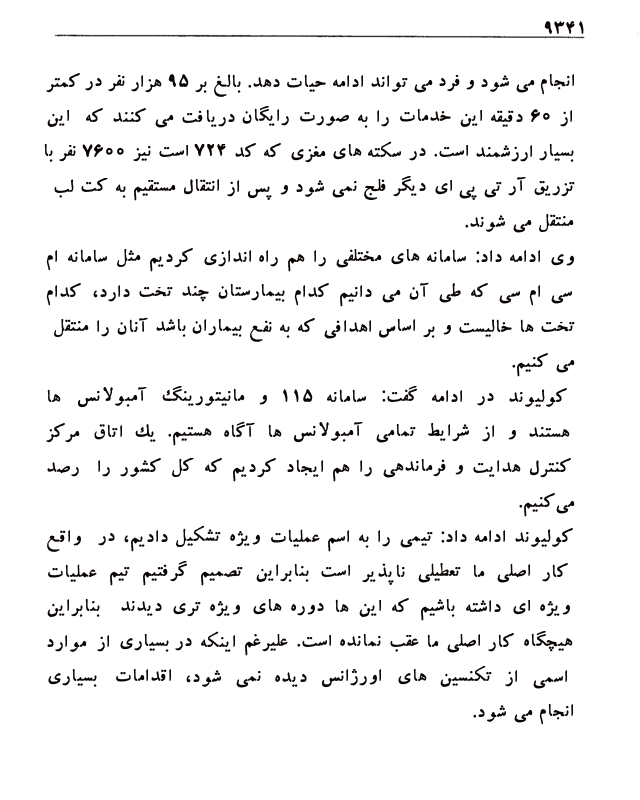 ۹۳۴۱
انجام می شود و فرد می تواند ادامه حیات دهد. بالغ بر ۹۵ هزار نفر در کمتر
از ۶۰ دقیقه این خدمات را به صورت رایگان دریافت می کنند که این
بسیار ارزشمند است. در سکته های مغزی که کد ۷۲۴ است نیز ۷۶۰۰ نفر با
تزریق آر تی پی ای دیگر فلج نمی شود و پس از انتقال مستقیم به کت لب
منتقل می شوند.
وی ادامه داد: سامانه های مختلفی را هم راه اندازی کردیم مثل سامانه ام
سی ام سی که طی آن می دانیم کدام بیمارستان چند تخت دارد، کدام
تخت ها خالیست و بر اساس اهدافی که به نفع بیماران باشد آنان را منتقل
می کنیم.
کولیوند در ادامه گفت: سامانه ۱۱۵ و مانیتورینگ آمبولانس ها
هستند و از شرایط تمامی آمبولانس ها آگاه هستیم. یك اتاق مرکز
کنترل هدایت و فرماندهی را هم ایجاد کردیم که کل کشور را رصد
می‌کنیم.
کولیوند ادامه داد: تیمی را به اسم عملیات ویژه تشکیل دادیم، در واقع
کار اصلی ما تعطیلی ناپذیر است بنابراین تصمیم گرفتیم تیم عملیات
ویژه ای داشته باشیم که این ها دوره های ویژه تری دیدند بنابراین
هیچگاه کار اصلی ما عقب نمانده است. علیرغم اینکه در بسیاری از موارد
اسمی از تکنسین های اورژانس دیده نمی شود، اقدامات بسیاری
انجام می شود.